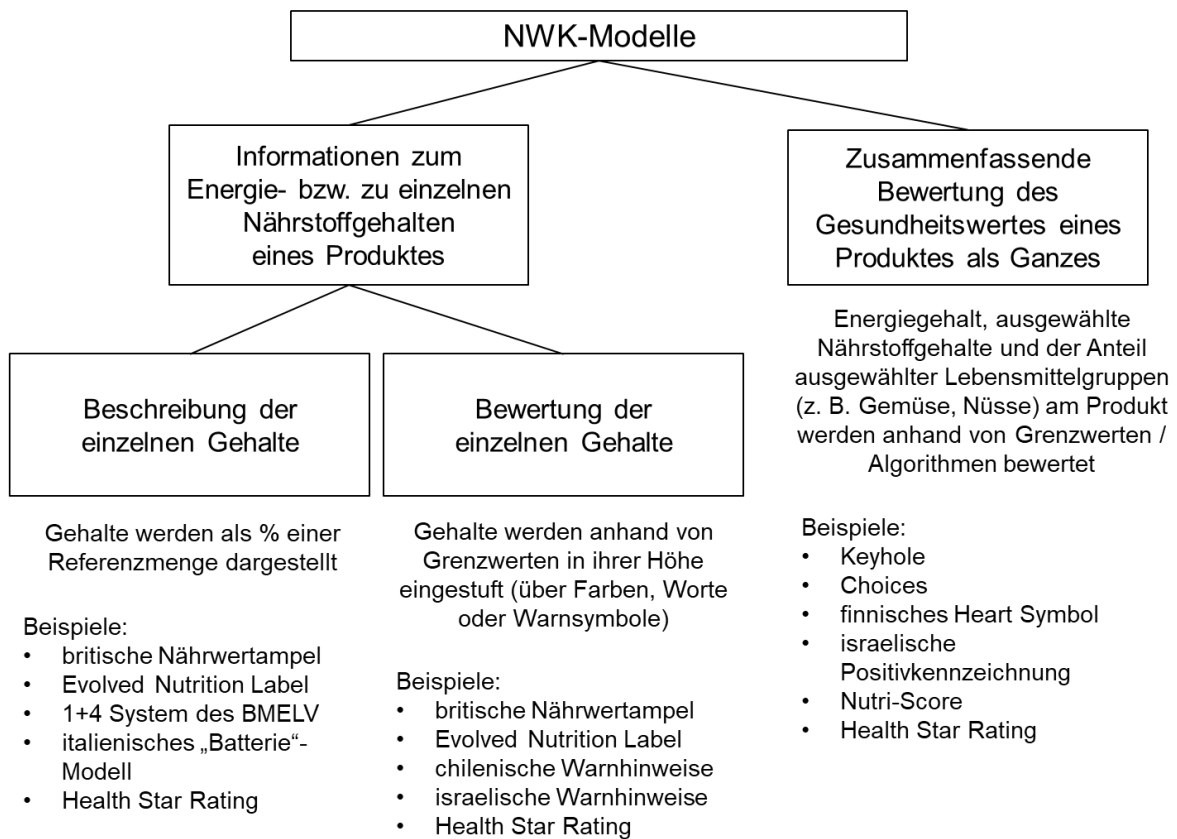 NWK-Modelle
Informationen zum
Energie- bzw. zu einzelnen
Nährstoffgehalten
eines Produktes
Zusammenfassende
Bewertung des
Gesundheitswertes eines
Produktes als Ganzes
Beschreibung der
einzelnen Gehalte
Gehalte werden als % einer
Referenzmenge dargestellt
Beispiele:
• britische Nährwertampel
• Evolved Nutrition Label
• 1+4 System des BMELV
• italienisches „Batterie“-
Modell
• Health Star Rating
Bewertung der
einzelnen Gehalte
Gehalte werden anhand von
Grenzwerten in ihrer Höhe
eingestuft (über Farben, Worte
oder Warnsymbole)
Beispiele:
• britische Nährwertampel
• Evolved Nutrition Label
• chilenische Warnhinweise
• israelische Warnhinweise
• Health Star Rating
Energiegehalt, ausgewählte
Nährstoffgehalte und der Anteil
ausgewählter Lebensmittelgruppen
(z. B. Gemüse, Nüsse) am Produkt
werden anhand von Grenzwerten /
Algorithmen bewertet
Beispiele:
• Keyhole
• Choices
• finnisches Heart Symbol
• israelische
Positivkennzeichnung
• Nutri-Score
• Health Star Rating